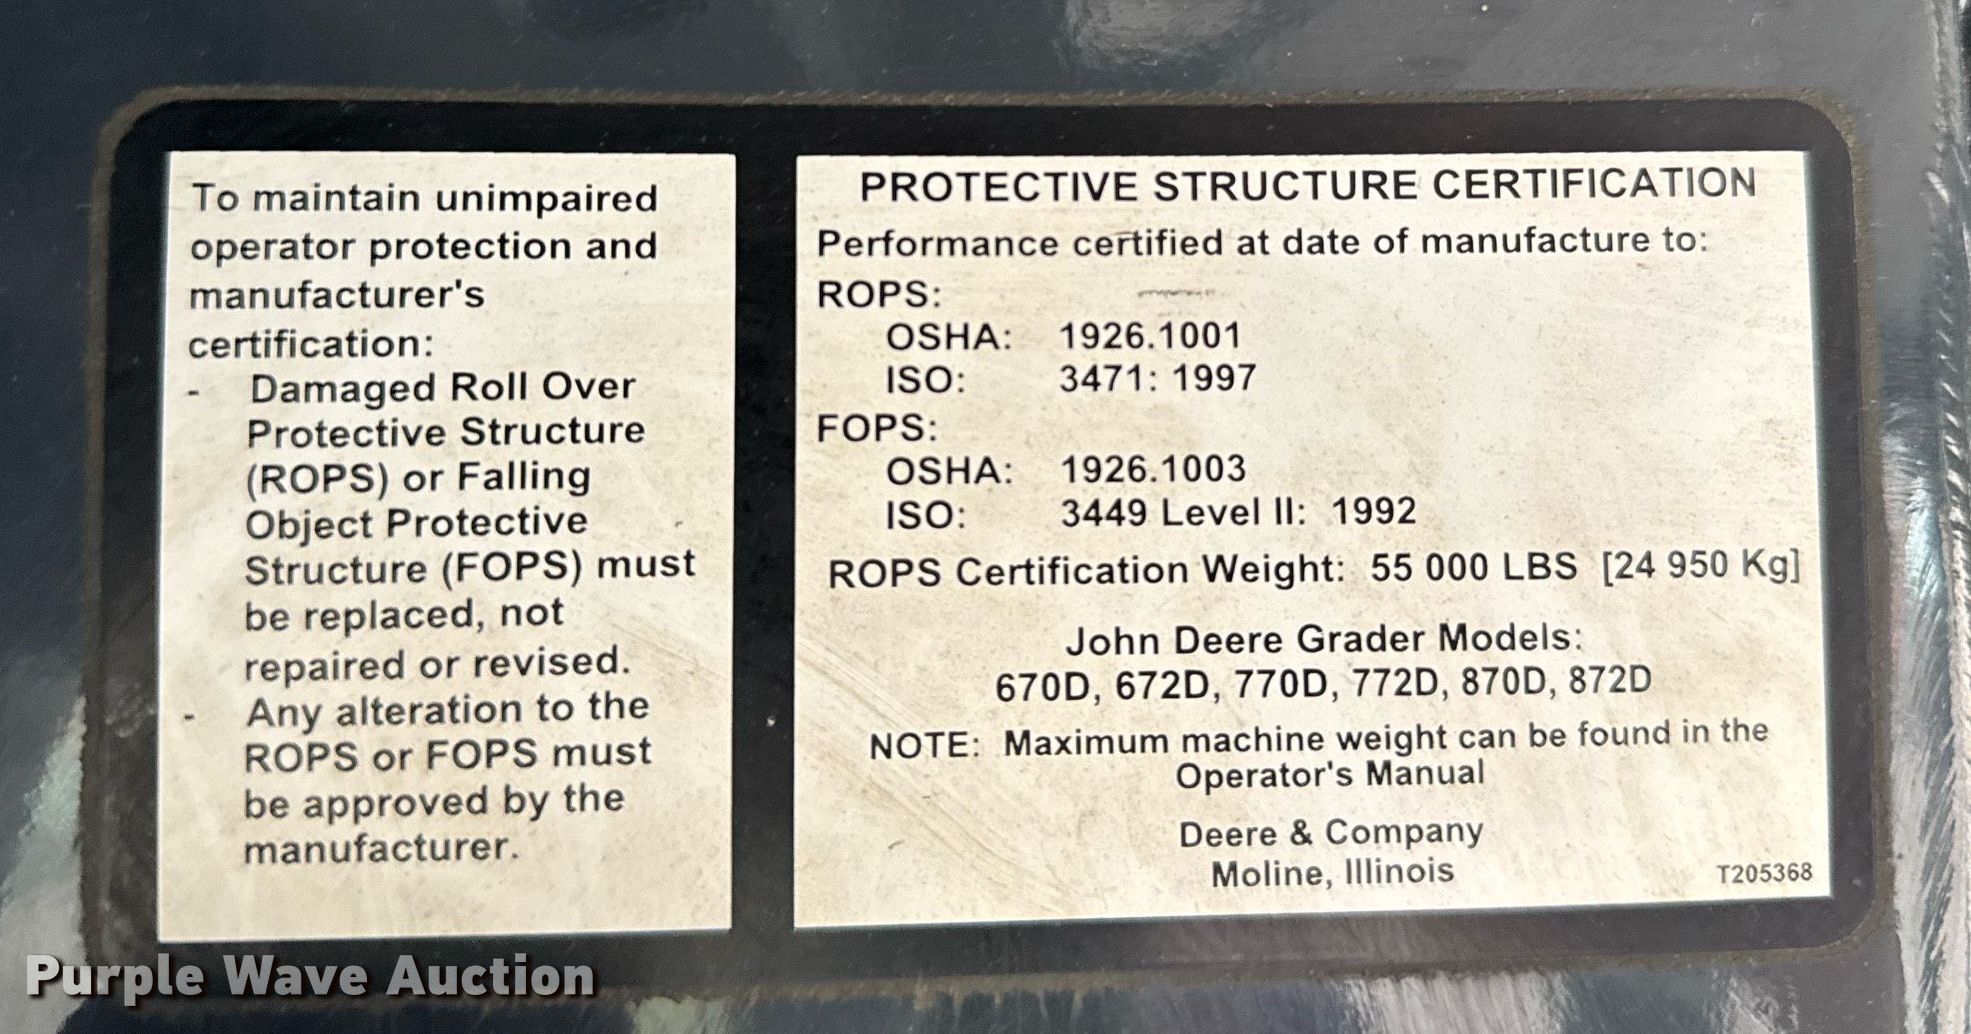 To maintain unimpaired
operator protection and
manufacturer's
certification:
- Damaged Roll Over
Protective Structure
(ROPS) or Falling
Object Protective
Structure (FOPS) must
be replaced, not
repaired or revised.
- Any alteration to the
ROPS or FOPS must
be approved by the
manufacturer.
PROTECTIVE STRUCTURE CERTIFICATION
Performance certified at date of manufacture to:
ROPS:
OSHA: 1926.1001
ISO: 3471: 1997
FOPS:
OSHA: 1926.1003
ISO: 3449 Level II: 1992
ROPS Certification Weight: 55 000 LBS [24 950 Kg]
John Deere Grader Models:
670D, 672D, 770D, 772D, 870D, 872D
NOTE: Maximum machine weight can be found in the
Operator's Manual
Deere & Company
Moline, Illinois
T205368
Purple Wave Auction